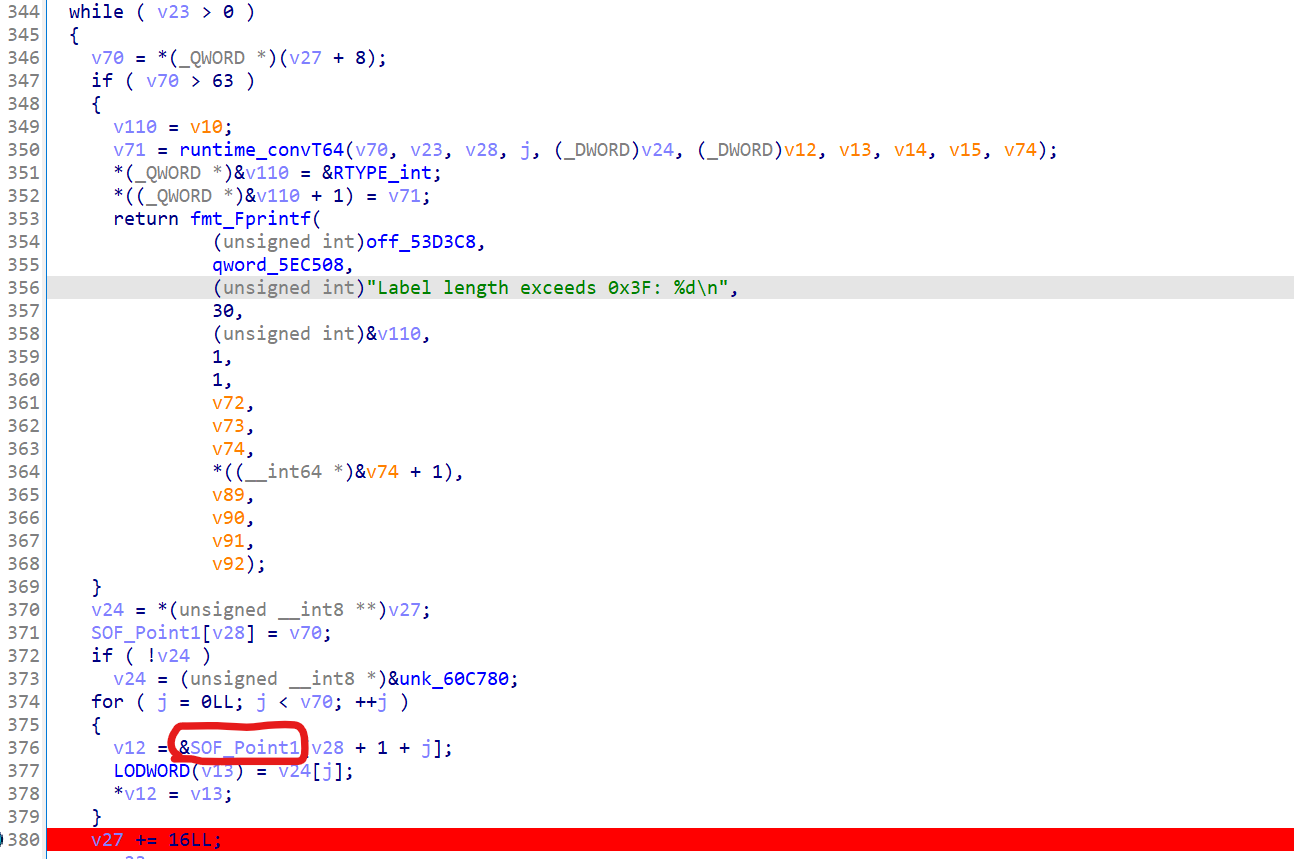 344 while ( v23 > 0 )
345 {
346 v70 = *(_QWORD *)(v27 + 8);
347 if ( v70 > 63 )
348 {
349 v110 = v10;
350 v71 = runtime_convT64(v70, v23, v28, j, (_DWORD)v24, (_DWORD)v12, v13, v14, v15, v74);
351 *(_QWORD *)&v110 = &RTYPE_int;
352 *((_QWORD *)&v110 + 1) = v71;
353 return fmt_Fprintf(
354 (unsigned int)off_53D3C8,
355 qword_5EC508,
356 (unsigned int)"Label length exceeds 0x3F: %d\n",
357 30,
358 (unsigned int)&v110,
359 1,
360 1,
361 v72,
362 v73,
363 v74,
364 *((__int64 *)&v74 + 1),
365 v89,
366 v90,
367 v91,
368 v92);
369 }
370 v24 = *(unsigned __int8 **)v27;
371 SOF_Point1[v28] = v70;
372 if ( !v24 )
373 v24 = (unsigned __int8 *)&unk_60C780;
374 for ( j = 0LL; j < v70; ++j )
375 {
376 v12 = &SOF_Point1 v28 + 1 + j];
377 LODWORD(v13) = v24[j];
378 *v12 = v13;
379 }
380 v27 += 16LL;